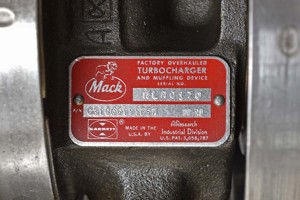 Mack
FACTORY OVERHAULED
TURBOCHARGER
AND MUFFLING DEVICE
SERIAL NO.
P/N
GARRETT
MADE IN THE
U.S.A. BY
AiResearch
Industrial Division
U.S. PAT. 3,058,787